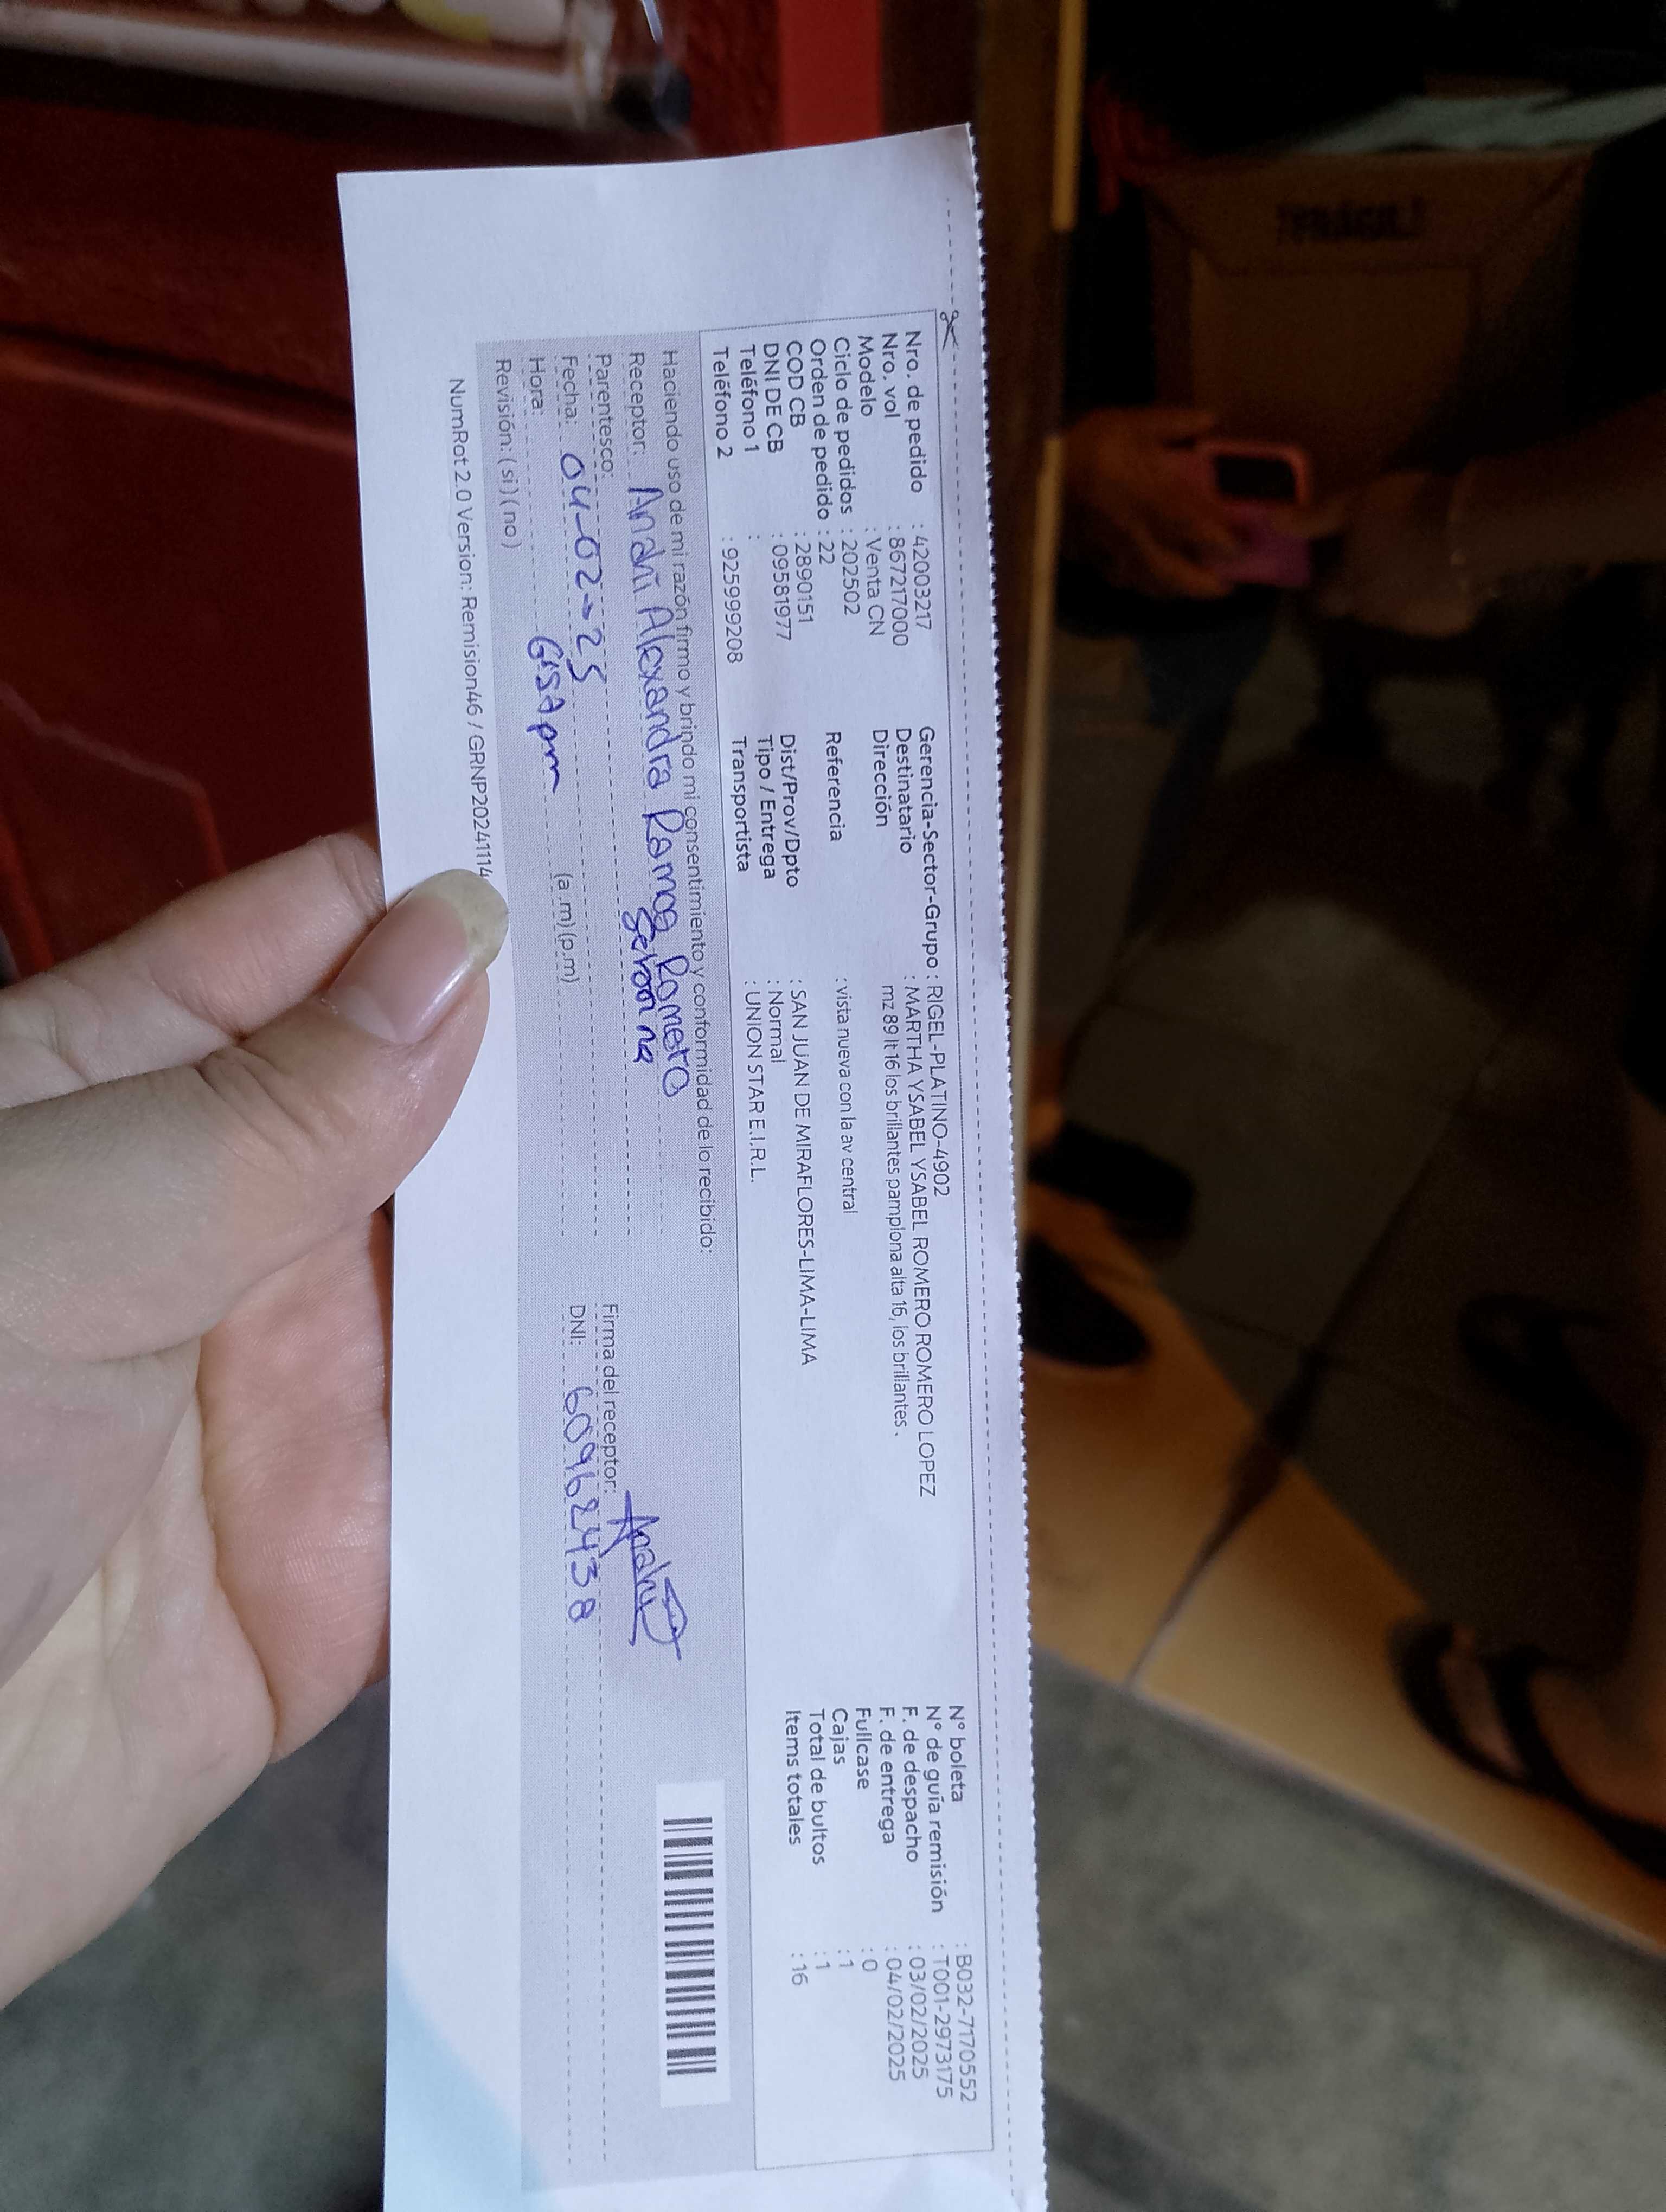 Nro. de pedido : 42003217
Nro. vol : 867217000
Modelo : Venta CN
Ciclo de pedidos : 202502
Orden de pedido : 22
COD CB : 2890151
DNI DE CB : 09581977
Teléfono 1 :
Teléfono 2 : 925999208
Gerencia-Sector-Grupo : RIGEL-PLATINO-4902
Destinatario : MARTHA YSABEL YSABEL ROMERO ROMERO LOPEZ
Dirección mz 89 lt 16 los brillantes pamplona alta 16, los brillantes .
Referencia : vista nueva con la av central
Dist/Prov/Dpto : SAN JUAN DE MIRAFLORES-LIMA-LIMA
Tipo / Entrega : Normal
Transportista : UNION STAR E.I.R.L.
N° boleta : B032-7170552
N° de guía remisión : T001-2973175
F. de despacho : 03/02/2025
F. de entrega : 04/02/2025
Fullcase : 0
Cajas : 1
Total de bultos : 1
Items totales : 16
Haciendo uso de mi razón firmo y brindo mi consentimiento y conformidad de lo recibido:
Receptor: Alexandra Ramos Romero
Parentesco:
Fecha: 04-02-25
Hora: pm (a.m) (p.m)
Revisión: ( si ) ( no )
Firma del receptor:
DNI: 60962438
NumRot 2.0 Version: Remision46 / GRNP20241114